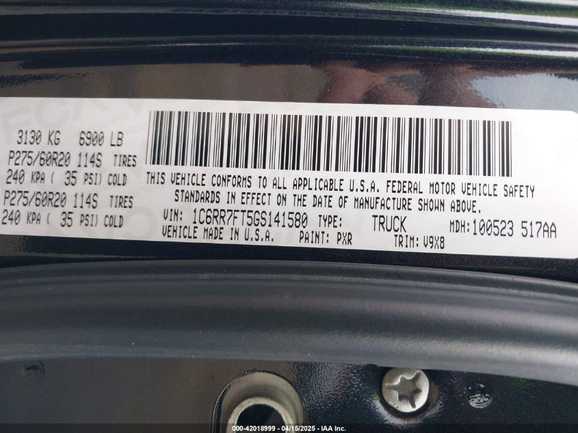 3130 KG 6900 LB
P275/60R20 114S TIRES
240 KPA ( 35 PSI) COLD
P275/60R20 114S TIRES
240 KPA ( 35 PSI) COLD
THIS VEHICLE CONFORMS TO ALL APPLICABLE U.S.A. FEDERAL MOTOR VEHICLE SAFETY
STANDARDS IN EFFECT ON THE DATE OF MANUFACTURE SHOWN ABOVE.
VIN: 1C6RR7FT5GS141580 TYPE: TRUCK MDH:100523 517AA
VEHICLE MADE IN U.S.A. PAINT: PXR TRIM: V9X8
000-42018999 - 04/15/2025 - IAA Inc.